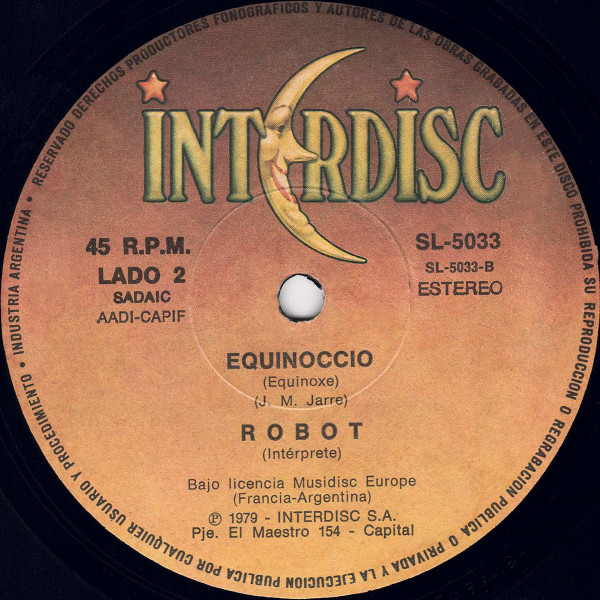 RESERVADO DERECHOS PRODUCTORES FONOGRAFICOS Y AUTORES DE LAS OBRAS GRABADAS EN ESTE DISCO PROHIBIDA SU REPRODUCCION O REGRABACION PUBLICA O PRIVADA Y LA EJECUCION PUBLICA POR CUALQUIER USUARIO Y PROCEDIMIENTO • INDUSTRIA ARGENTINA •
INTERDISC
45 R.P.M.
LADO 2
SADAIC
AADI-CAPIF
SL-5033
SL-5033-B
ESTEREO
EQUINOCCIO
(Equinoxe)
(J. M. Jarre)
ROBOT
(Intérprete)
Bajo licencia Musidisc Europe
(Francia-Argentina)
℗ 1979 - INTERDISC S.A.
Pje. El Maestro 154 - Capital